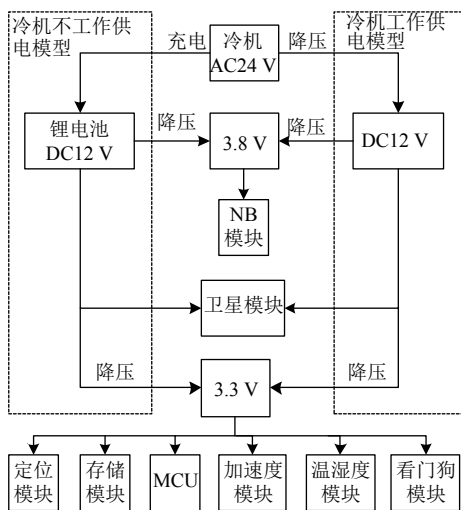 冷机不工作供
电模型
充电
冷机
AC24 V
降压
冷机工作供
电模型
锂电池
DC12 V
降压
3.8 V
降压
DC12 V
NB
模块
卫星模块
降压
3.3 V
降压
定位
模块
存储
模块
MCU
加速度
模块
温湿度
模块
看门狗
模块